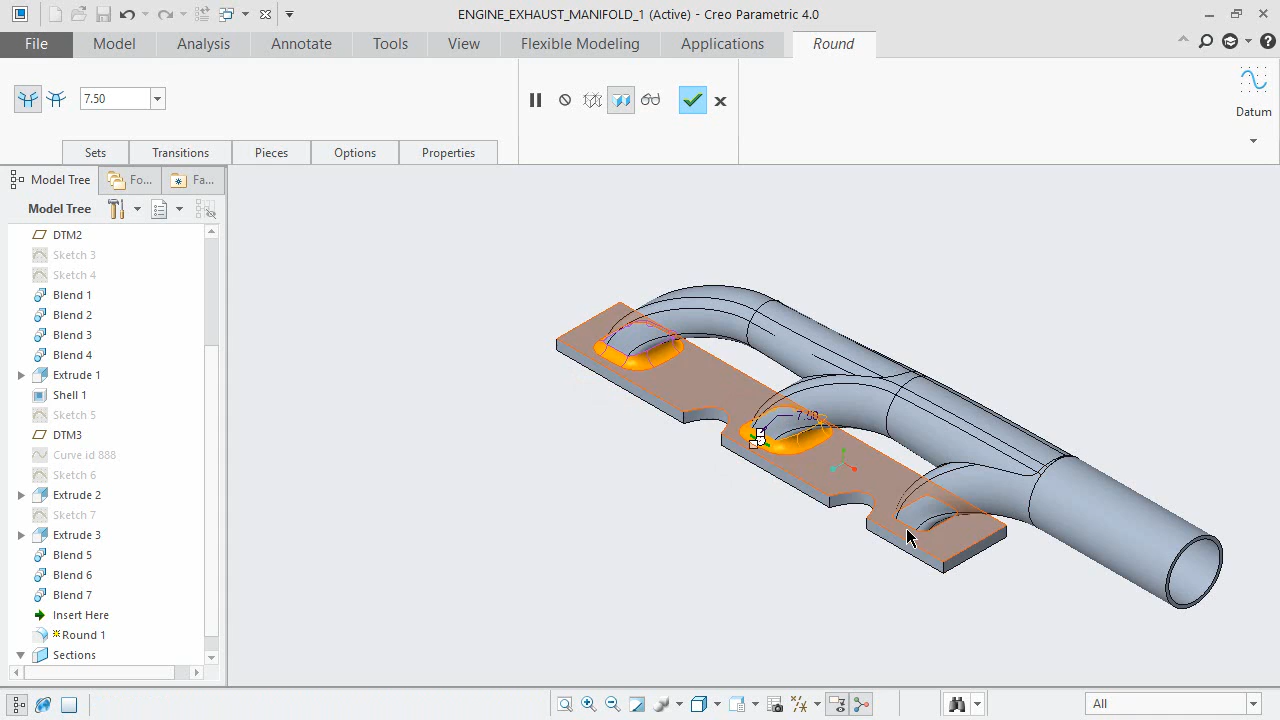 ENGINE_EXHAUST_MANIFOLD_1 (Active) - Creo Parametric 4.0
File Model Analysis Annotate Tools View Flexible Modeling Applications Round
7.50
Datum
Sets Transitions Pieces Options Properties
Model Tree Fo... Fa...
Model Tree
DTM2
Sketch 3
Sketch 4
Blend 1
Blend 2
Blend 3
Blend 4
Extrude 1
Shell 1
Sketch 5
DTM3
Curve id 888
Sketch 6
Extrude 2
Sketch 7
Extrude 3
Blend 5
Blend 6
Blend 7
Insert Here
Round 1
Sections
7.50
All